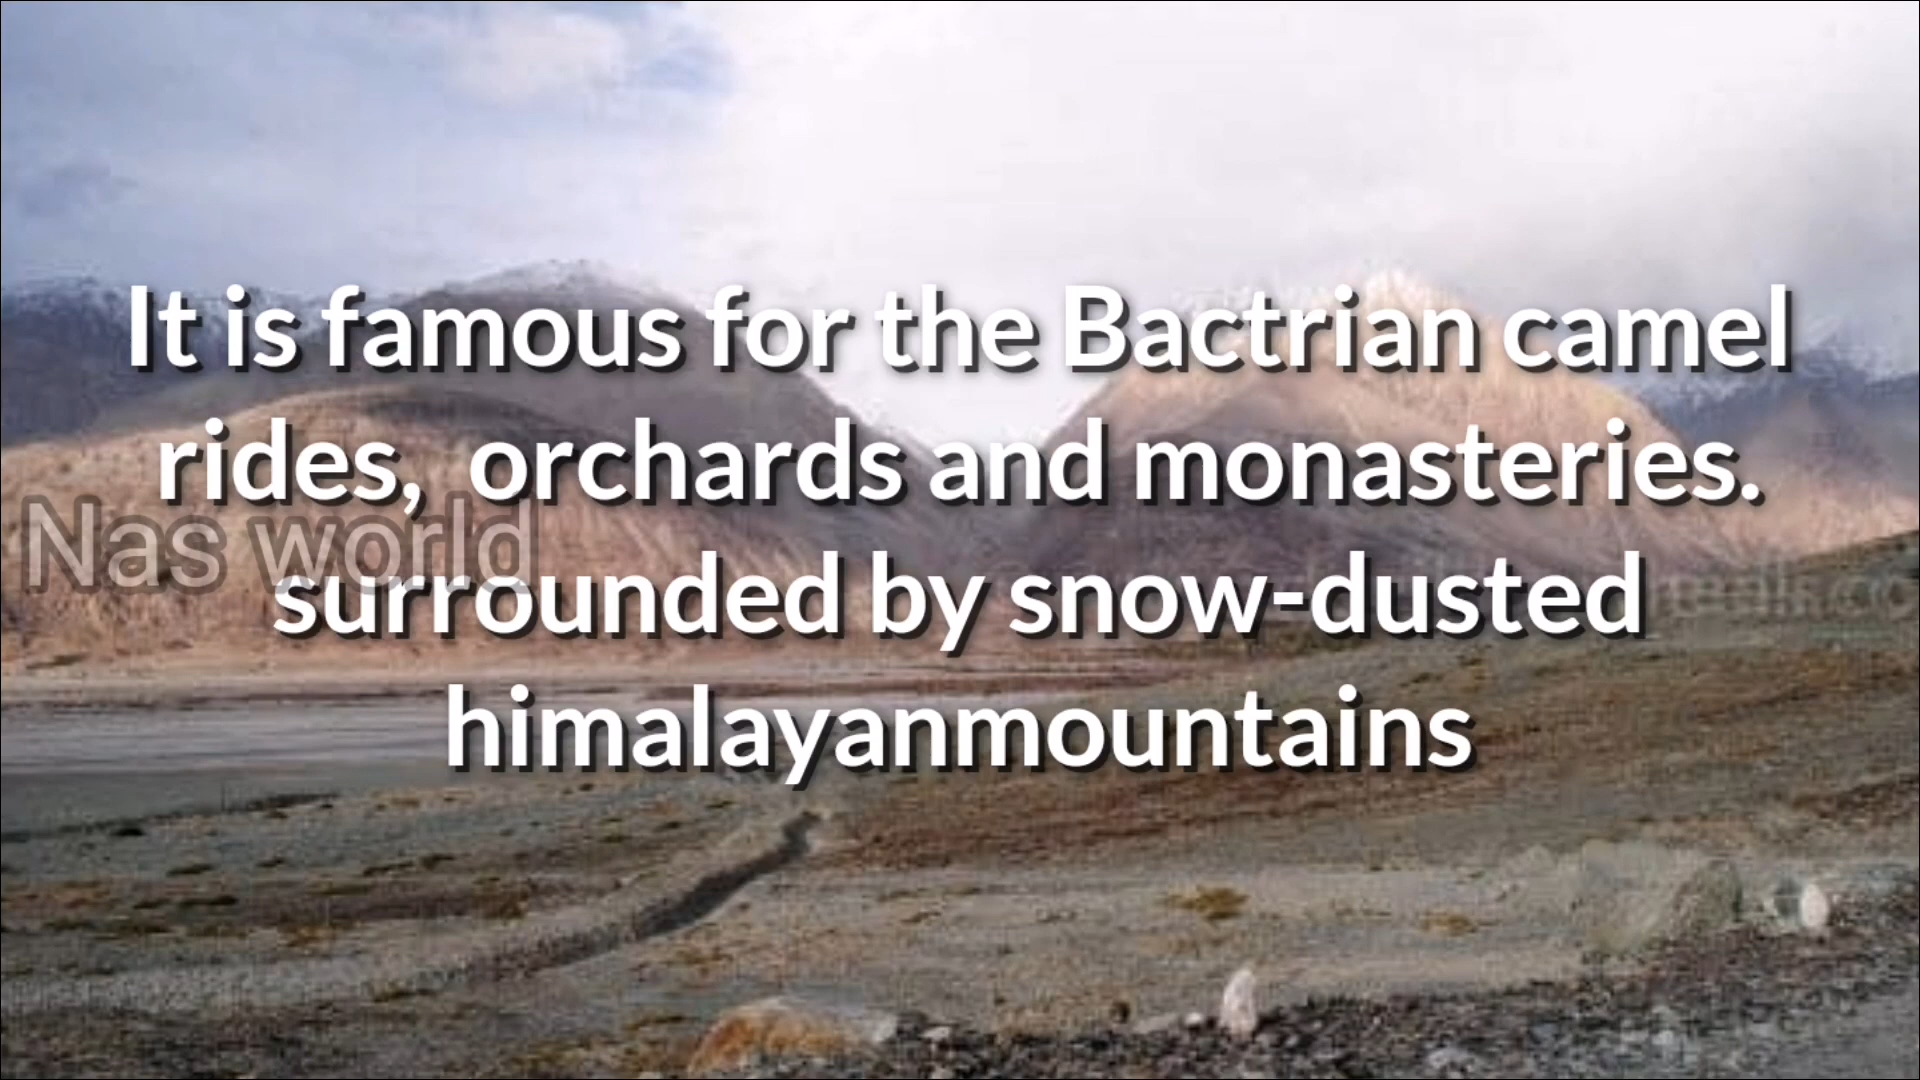 It is famous for the Bactrian camel
rides, orchards and monasteries.
Nas world
surrounded by snow-dusted
himalayanmountains